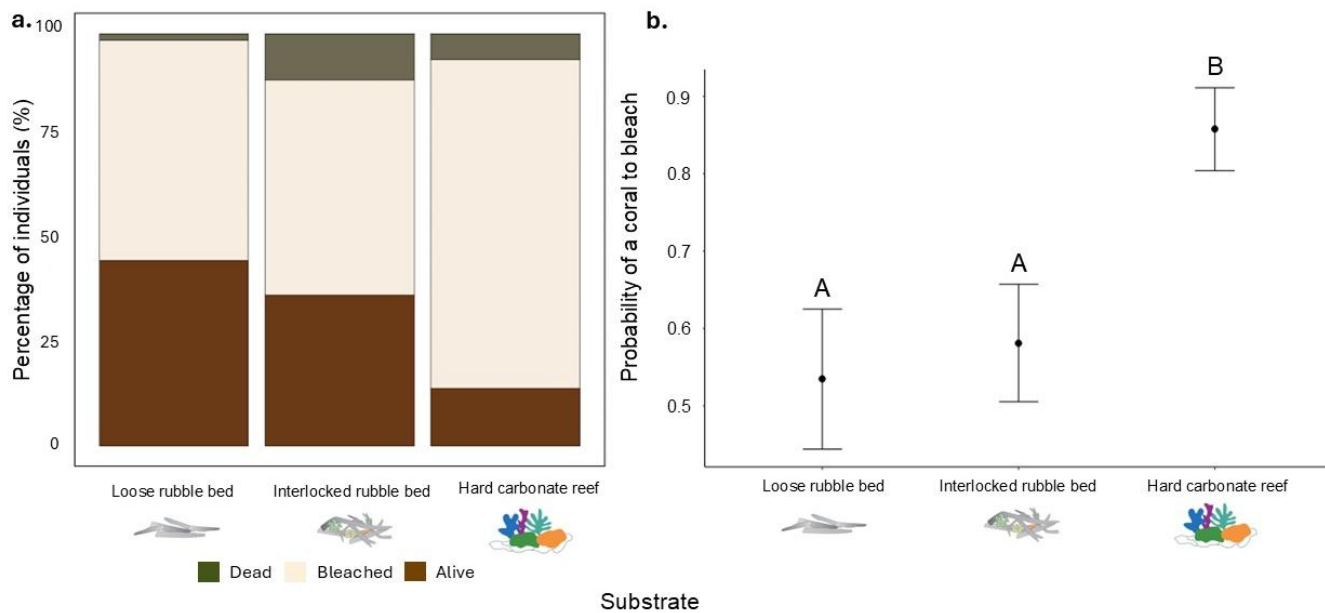 a.
Percentage of individuals (%)
100
75
50
25
0
Loose rubble bed
Interlocked rubble bed
Hard carbonate reef
Dead
Bleached
Alive
b.
Probability of a coral to bleach
0.9
0.8
0.7
0.6
0.5
A
A
B
Loose rubble bed
Interlocked rubble bed
Hard carbonate reef
Substrate